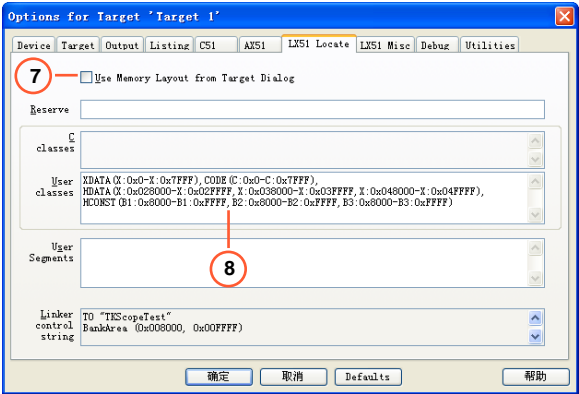 Options for Target 'Target 1'
Device Target Output Listing C51 AX51 LX51 Locate LX51 Misc Debug Utilities
7
Use Memory Layout from Target Dialog
Reserve
C
classes
User
classes
XDATA(X:0x0-X:0x7FFF),CODE(C:0x0-C:0x7FFF),
HDATA(X:0x028000-X:0x02FFFF,X:0x038000-X:0x03FFFF,X:0x048000-X:0x04FFFF),
HCONST(B1:0x8000-B1:0xFFFF,B2:0x8000-B2:0xFFFF,B3:0x8000-B3:0xFFFF)
8
User
Segments
Linker
control
string
TO "TKScopeTest"
BankArea (0x008000, 0x00FFFF)
确定 取消 Defaults 帮助